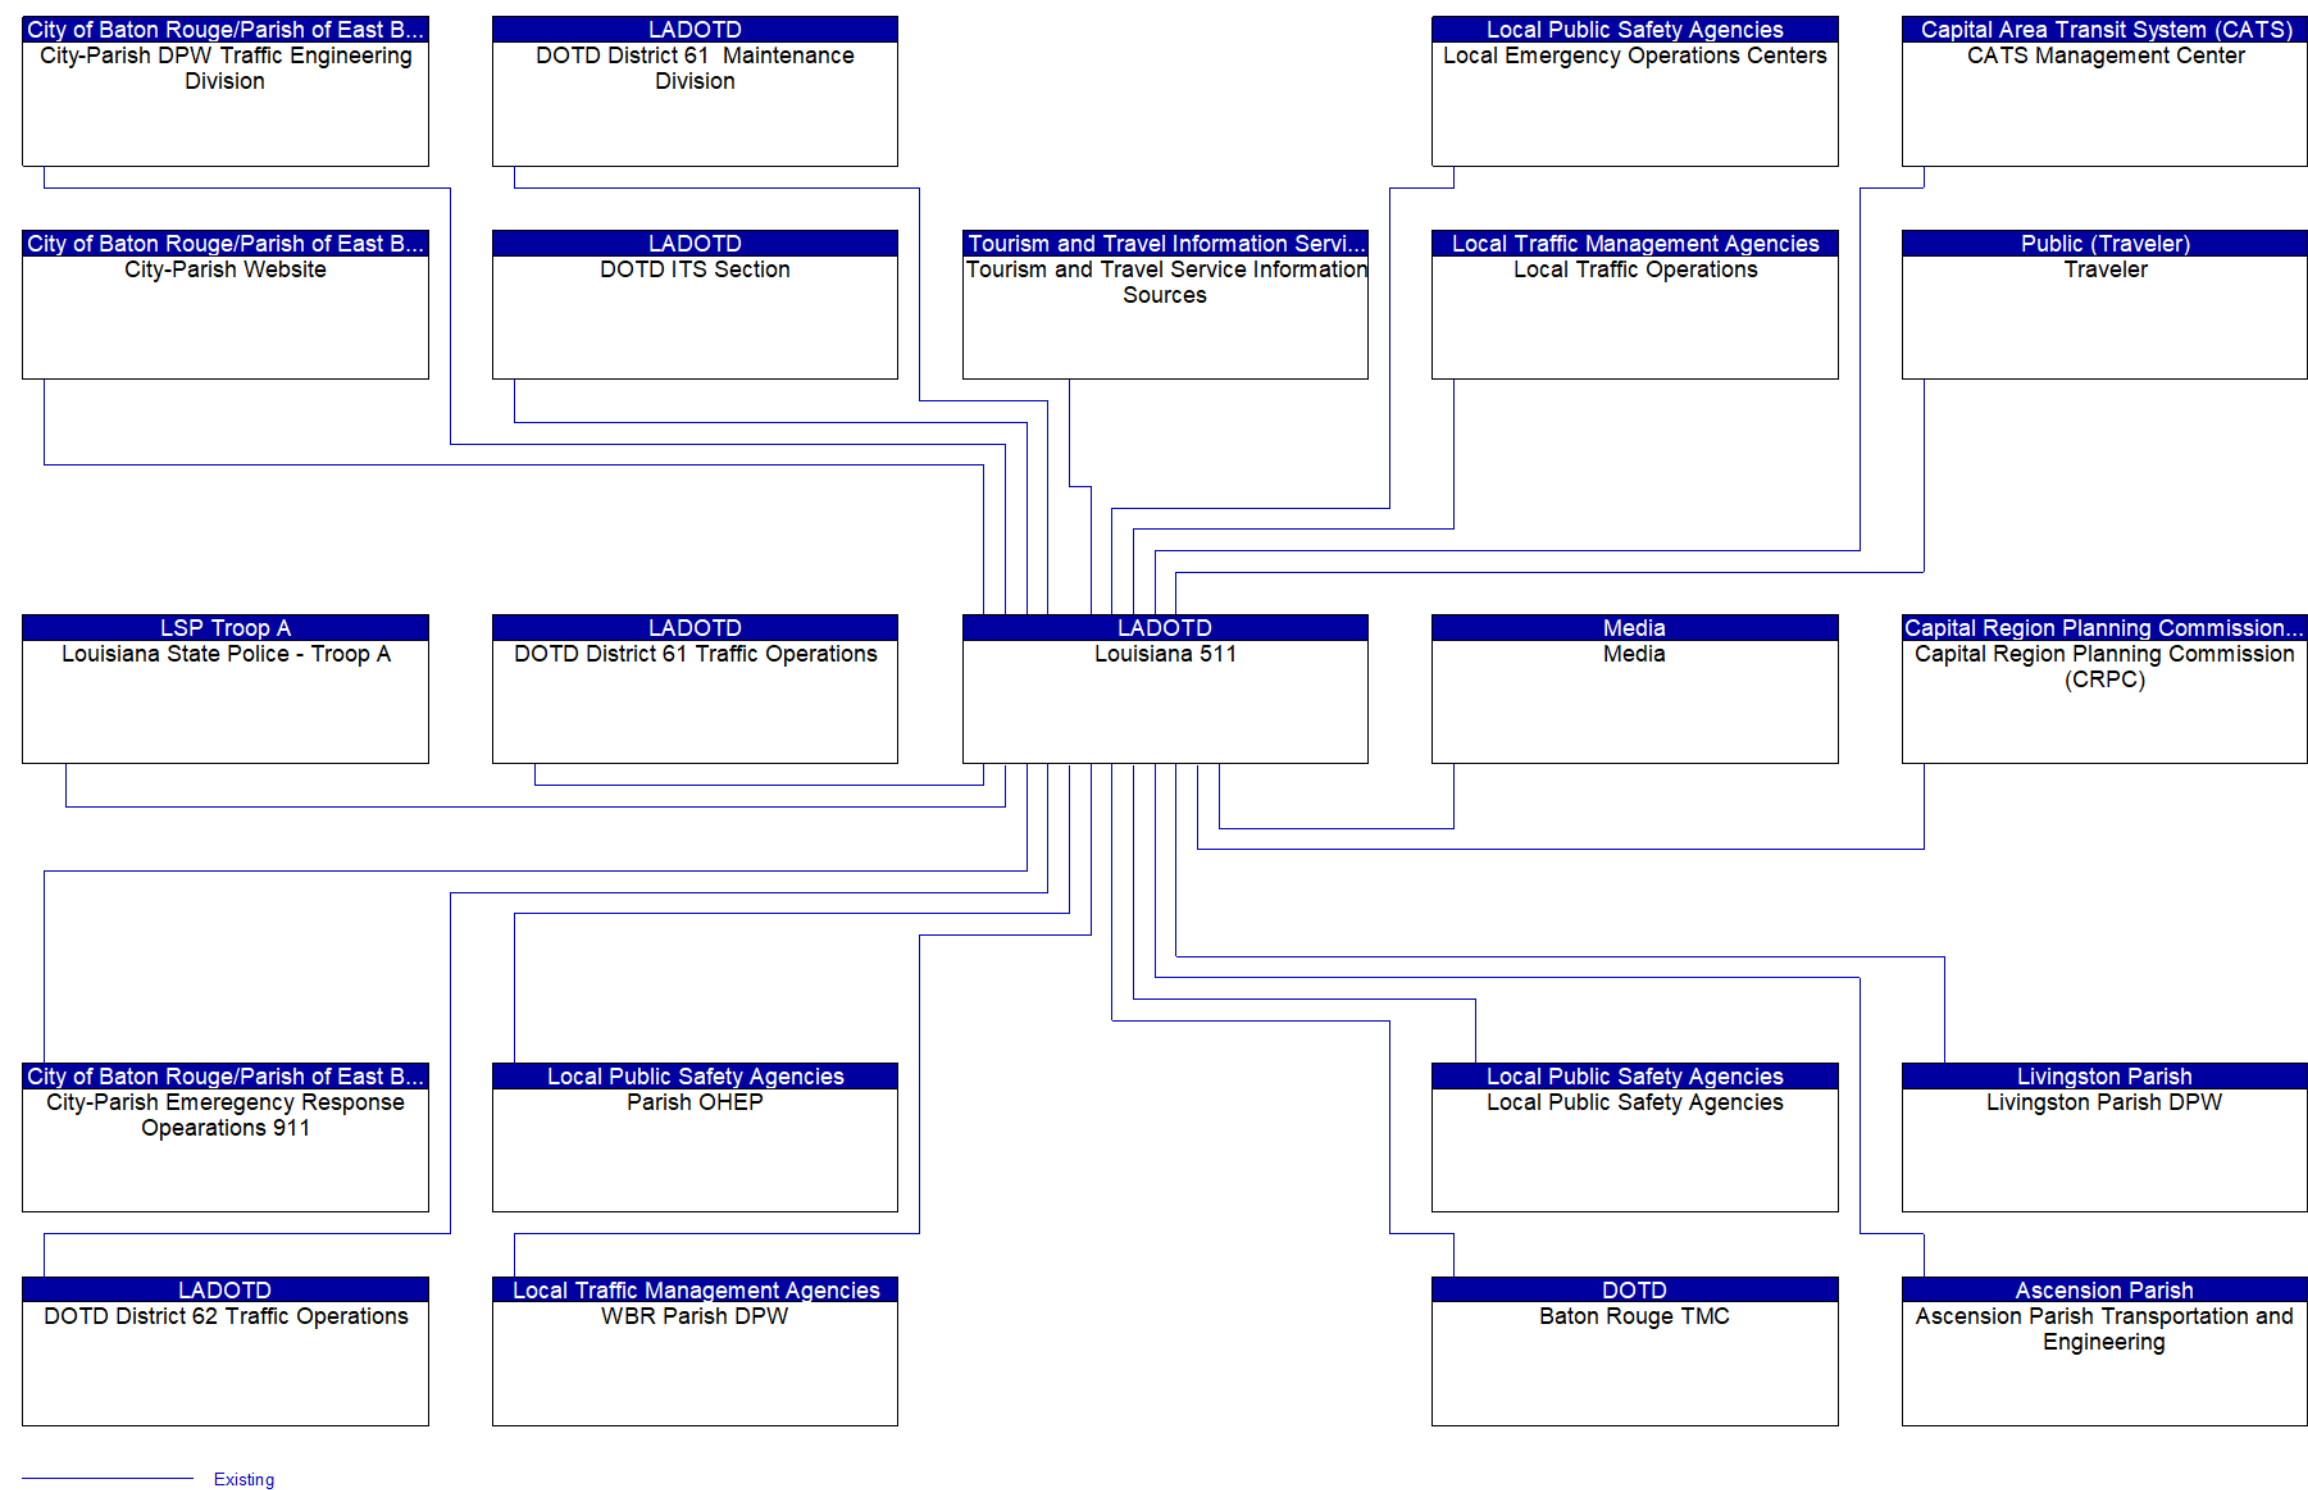 City of Baton Rouge/Parish of East B...
City-Parish DPW Traffic Engineering
Division
LADOTD
DOTD District 61  Maintenance
Division
Local Public Safety Agencies
Local Emergency Operations Centers
Capital Area Transit System (CATS)
CATS Management Center
City of Baton Rouge/Parish of East B...
City-Parish Website
LADOTD
DOTD ITS Section
Tourism and Travel Information Servi...
Tourism and Travel Service Information
Sources
Local Traffic Management Agencies
Local Traffic Operations
Public (Traveler)
Traveler
LSP Troop A
Louisiana State Police - Troop A
LADOTD
DOTD District 61 Traffic Operations
LADOTD
Louisiana 511
Media
Media
Capital Region Planning Commission...
Capital Region Planning Commission
(CRPC)
City of Baton Rouge/Parish of East B...
City-Parish Emeregency Response
Opearations 911
Local Public Safety Agencies
Parish OHEP
Local Public Safety Agencies
Local Public Safety Agencies
Livingston Parish
Livingston Parish DPW
LADOTD
DOTD District 62 Traffic Operations
Local Traffic Management Agencies
WBR Parish DPW
DOTD
Baton Rouge TMC
Ascension Parish
Ascension Parish Transportation and
Engineering
Existing